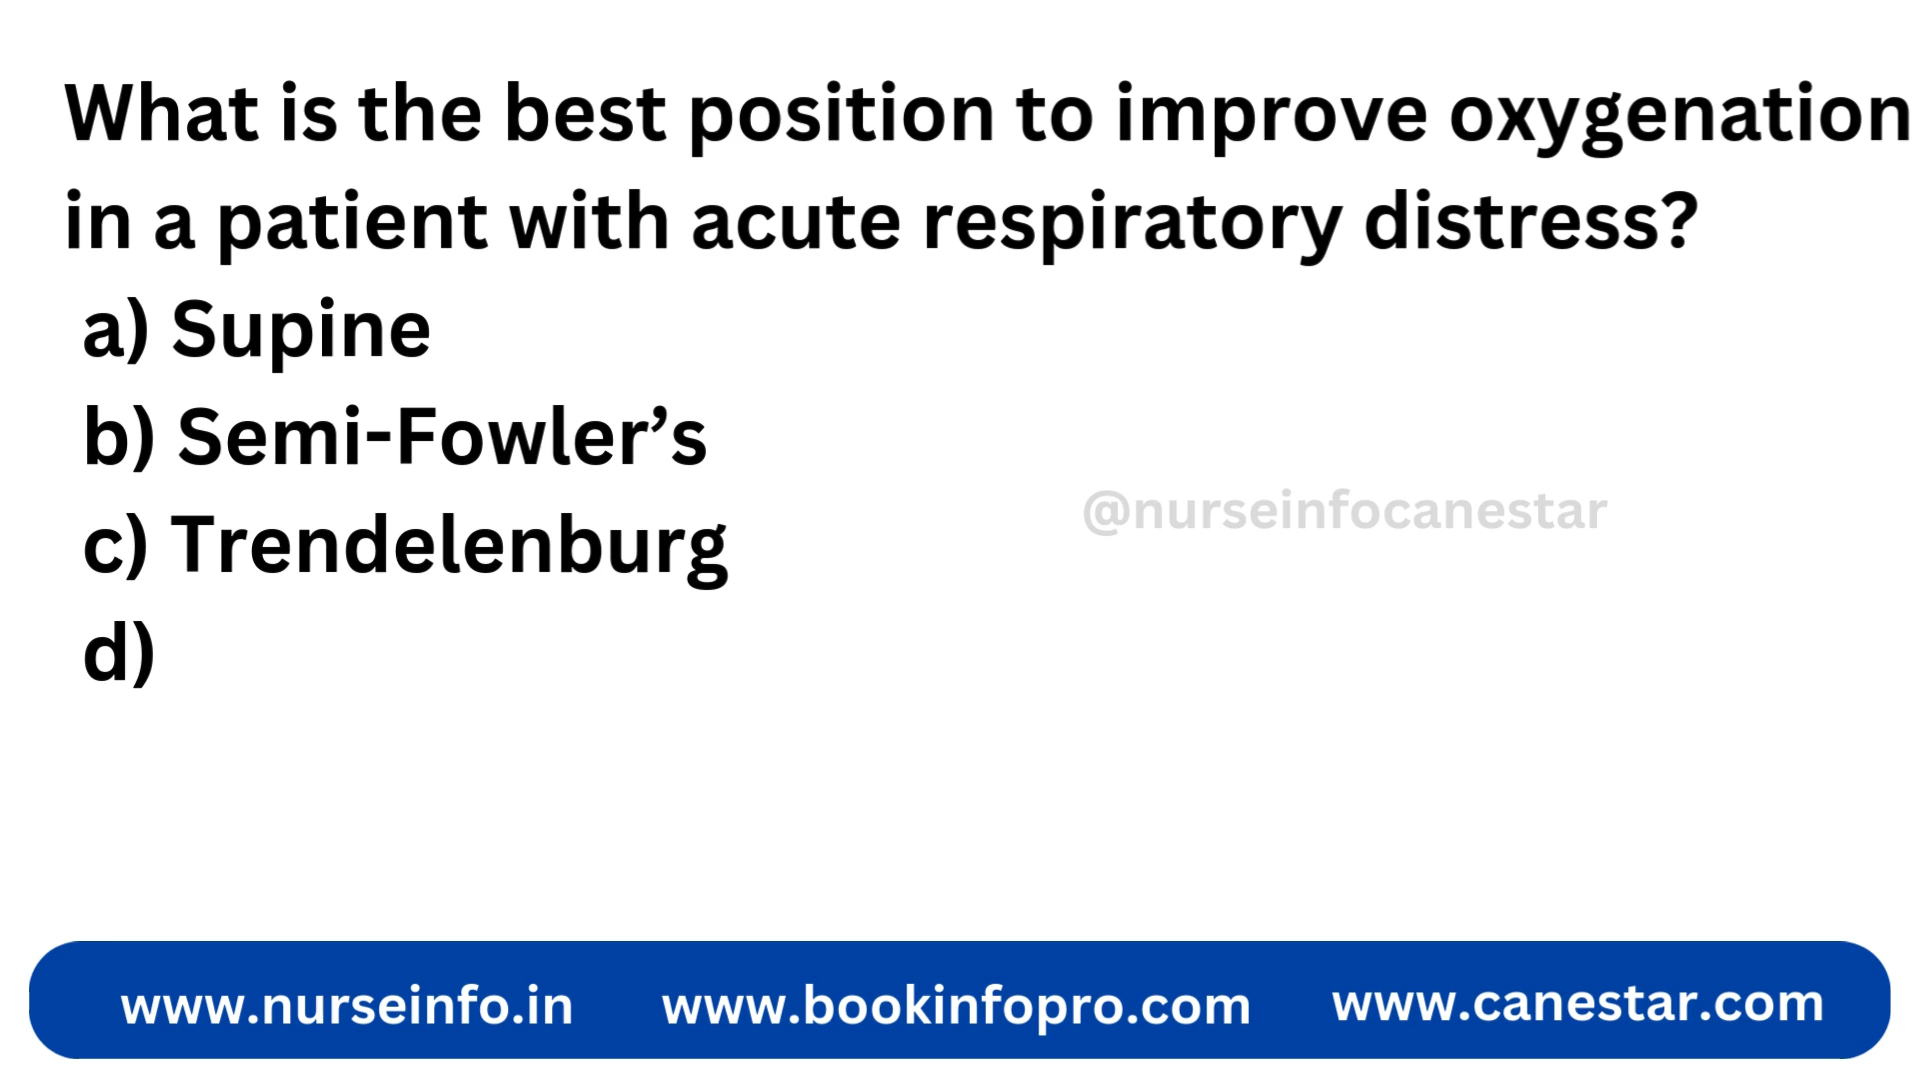 What is the best position to improve oxygenation
in a patient with acute respiratory distress?
a) Supine
b) Semi-Fowler’s
c) Trendelenburg
d)
@nurseinfocanestar
www.nurseinfo.in www.bookinfopro.com www.canestar.com